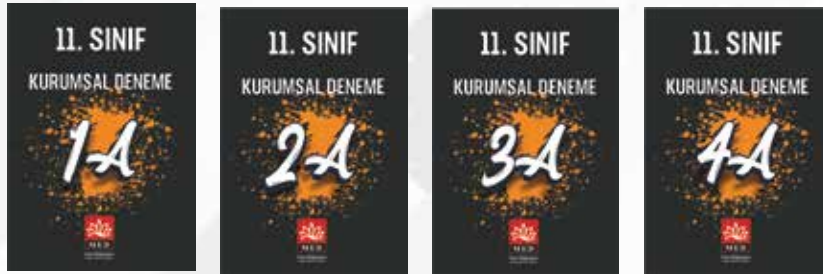 11. SINIF
KURUMSAL DENEME
1-A
11. SINIF
KURUMSAL DENEME
2-A
11. SINIF
KURUMSAL DENEME
3-A
11. SINIF
KURUMSAL DENEME
4-A